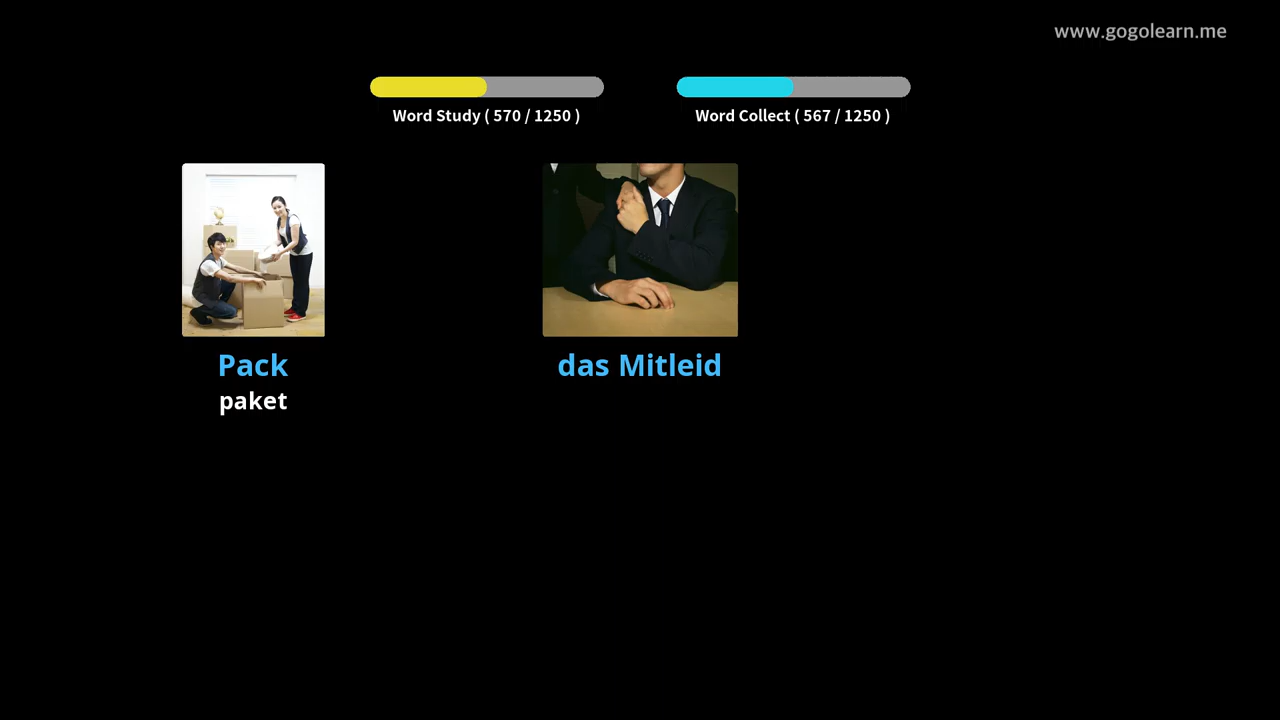 www.gogolearn.me
Word Study ( 570 / 1250 )
Word Collect ( 567 / 1250 )
Pack
paket
das Mitleid